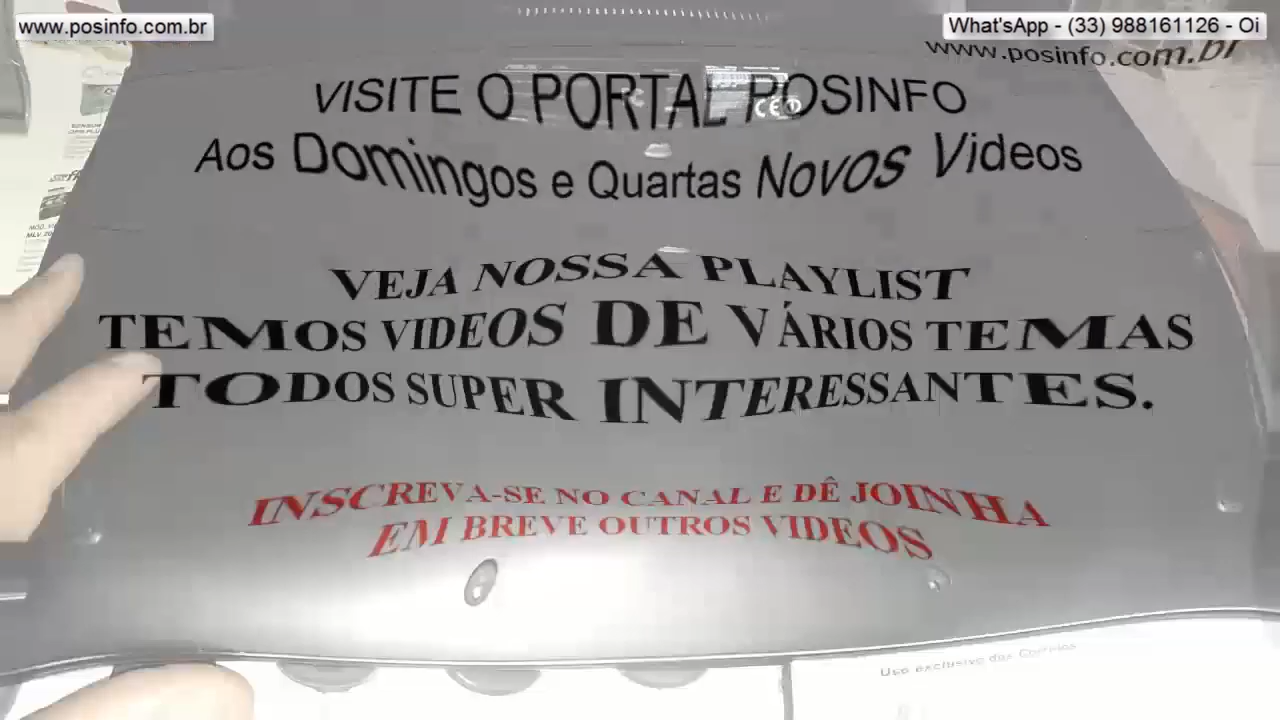 www.posinfo.com.br
What'sApp - (33) 988161126 - Oi
www.posinfo.com.br
VISITE O PORTAL POSINFO
Aos Domingos e Quartas Novos Videos
VEJA NOSSA PLAYLIST
TEMOS VIDEOS DE VÁRIOS TEMAS
TODOS SUPER INTERESSANTES.
INSCREVA-SE NO CANAL E DÊ JOINHA
EM BREVE OUTROS VIDEOS
Uso exclusivo dos Correios